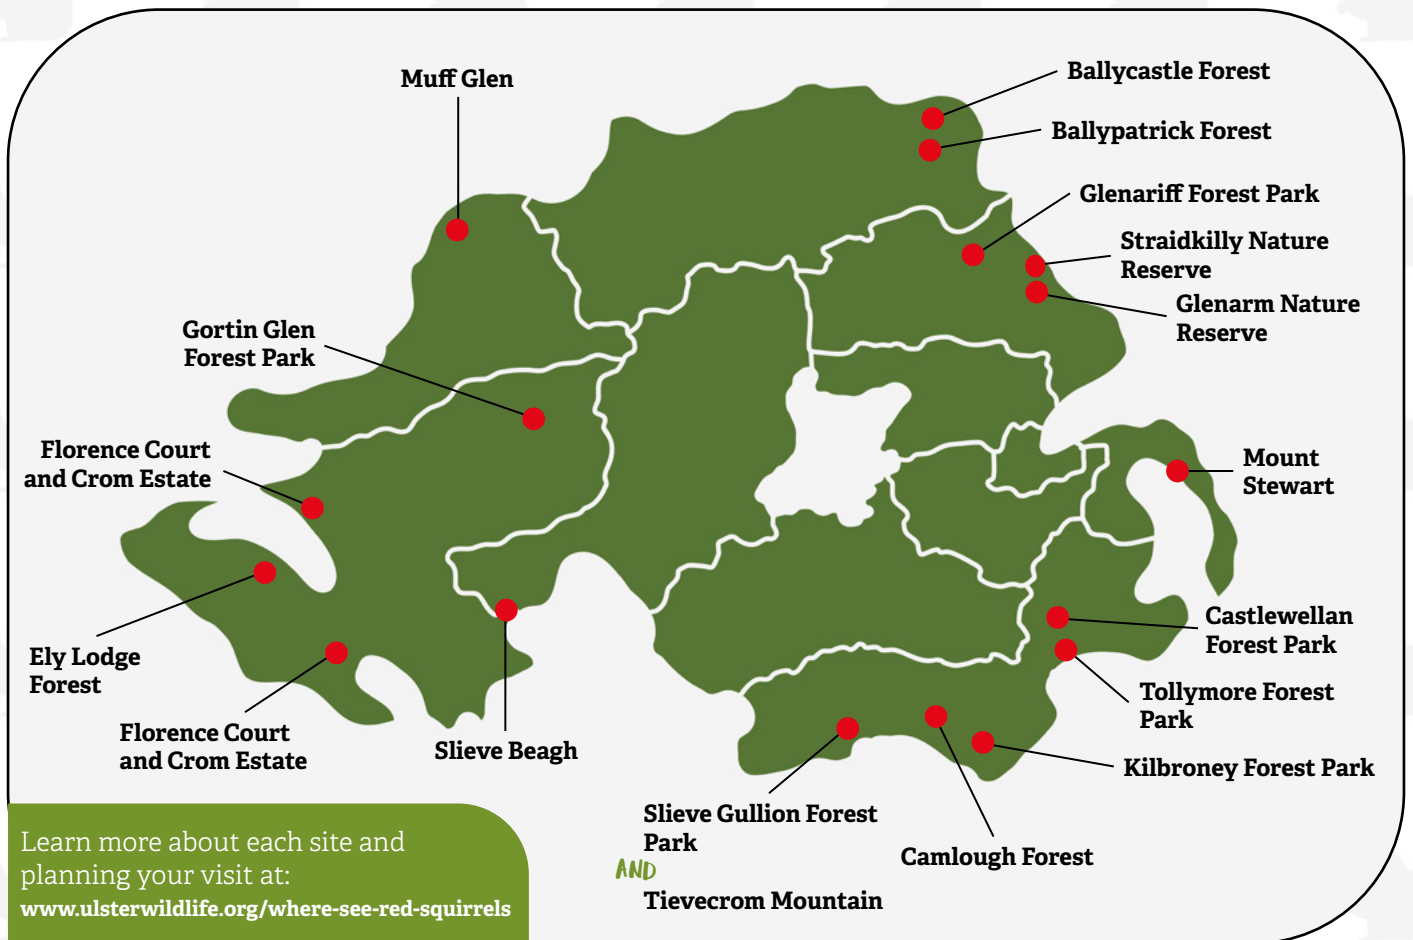 Muff Glen
Ballycastle Forest
Ballypatrick Forest
Glenariff Forest Park
Straidkilly Nature
Reserve
Glenarm Nature
Reserve
Gortin Glen
Forest Park
Florence Court
and Crom Estate
Mount
Stewart
Ely Lodge
Forest
Florence Court
and Crom Estate
Slieve Beagh
Castlewellan
Forest Park
Tollymore Forest
Park
Kilbroney Forest Park
Slieve Gullion Forest
Park
AND
Tievecrom Mountain
Camlough Forest
Learn more about each site and
planning your visit at:
www.ulsterwildlife.org/where-see-red-squirrels